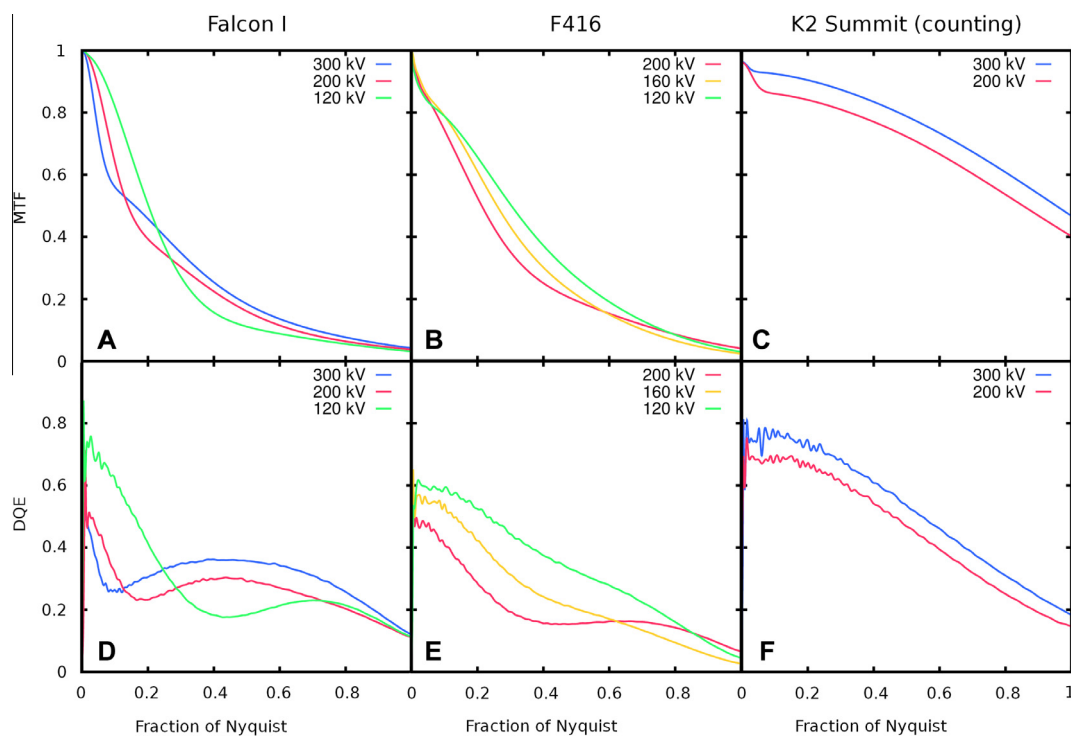 Falcon I
F416
K2 Summit (counting)
MTF
1
0.8
0.6
0.4
0.2
0
300 kV
200 kV
120 kV
A
200 kV
160 kV
120 kV
B
300 kV
200 kV
C
DQE
0.8
0.6
0.4
0.2
0
300 kV
200 kV
120 kV
D
200 kV
160 kV
120 kV
E
300 kV
200 kV
F
0 0.2 0.4 0.6 0.8
0 0.2 0.4 0.6 0.8
0 0.2 0.4 0.6 0.8 1
Fraction of Nyquist
Fraction of Nyquist
Fraction of Nyquist